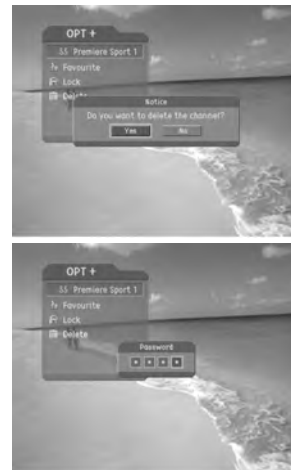 OPT +
35 Premiere Sport 1
Favourite
Lock
Delete
Notice
Do you want to delete the channel?
Yes No
OPT +
35 Premiere Sport 1
Favourite
Lock
Delete
Password
* * * *